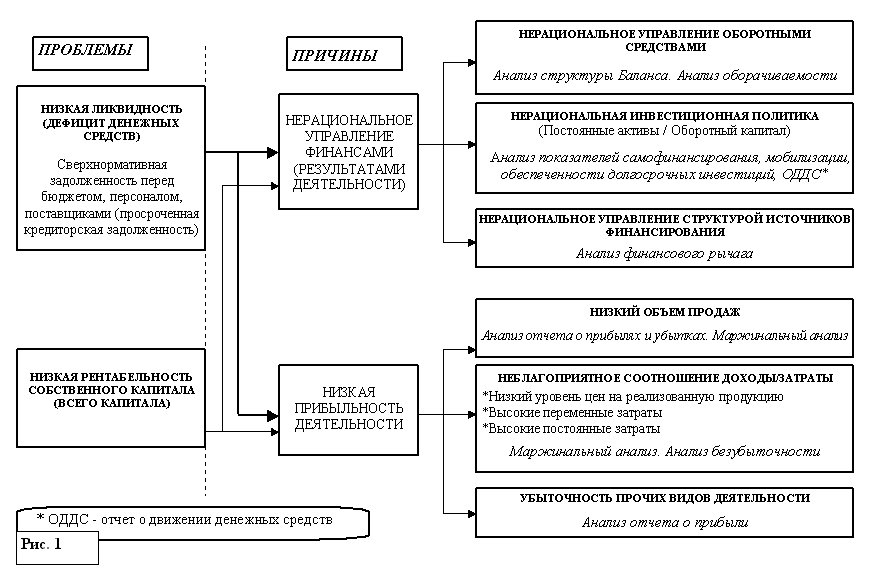 ПРОБЛЕМЫ
ПРИЧИНЫ
НИЗКАЯ ЛИКВИДНОСТЬ
(ДЕФИЦИТ ДЕНЕЖНЫХ
СРЕДСТВ)
Сверхнормативная
задолженность перед
бюджетом, персоналом,
поставщиками (просроченная
кредиторская задолженность)
НИЗКАЯ РЕНТАБЕЛЬНОСТЬ
СОБСТВЕННОГО КАПИТАЛА
(ВСЕГО КАПИТАЛА)
НЕРАЦИОНАЛЬНОЕ
УПРАВЛЕНИЕ
ФИНАНСАМИ
(РЕЗУЛЬТАТАМИ
ДЕЯТЕЛЬНОСТИ)
НИЗКАЯ
ПРИБЫЛЬНОСТЬ
ДЕЯТЕЛЬНОСТИ
НЕРАЦИОНАЛЬНОЕ УПРАВЛЕНИЕ ОБОРОТНЫМИ
СРЕДСТВАМИ
Анализ структуры Баланса. Анализ оборачиваемости
НЕРАЦИОНАЛЬНАЯ ИНВЕСТИЦИОННАЯ ПОЛИТИКА
(Постоянные активы / Оборотный капитал)
Анализ показателей самофинансирования, мобилизации,
обеспеченности долгосрочных инвестиций, ОДДС*
НЕРАЦИОНАЛЬНОЕ УПРАВЛЕНИЕ СТРУКТУРОЙ ИСТОЧНИКОВ
ФИНАНСИРОВАНИЯ
Анализ финансового рычага
НИЗКИЙ ОБЪЕМ ПРОДАЖ
Анализ отчета о прибылях и убытках. Маржинальный анализ
НЕБЛАГОПРИЯТНОЕ СООТНОШЕНИЕ ДОХОДЫ/ЗАТРАТЫ
*Низкий уровень цен на реализованную продукцию
*Высокие переменные затраты
*Высокие постоянные затраты
Маржинальный анализ. Анализ безубыточности
УБЫТОЧНОСТЬ ПРОЧИХ ВИДОВ ДЕЯТЕЛЬНОСТИ
Анализ отчета о прибыли
* ОДДС - отчет о движении денежных средств
Рис. 1